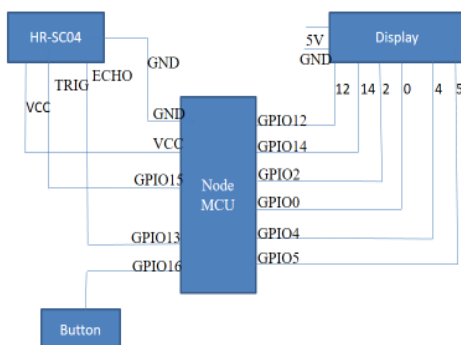 HR-SC04
Display
5V
GND
GND
ECHO
TRIG
VCC
12 14 2 0 4 5
GND
VCC
GPIO15
GPIO13
GPIO16
Node
MCU
GPIO12
GPIO14
GPIO2
GPIO0
GPIO4
GPIO5
Button